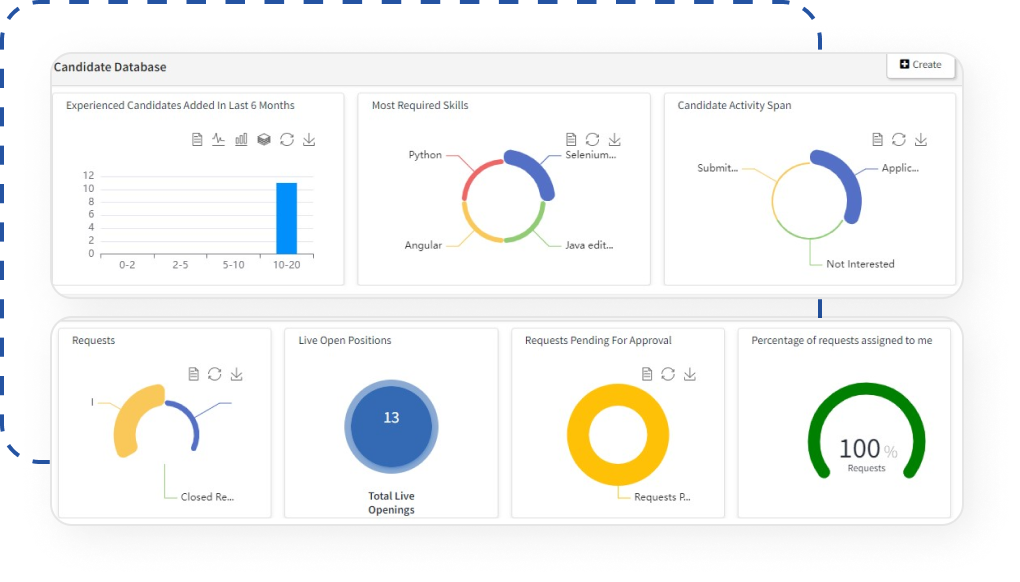 Candidate Database
Create
Experienced Candidates Added In Last 6 Months
12
10
8
6
4
2
0
0-2
2-5
5-10
10-20
Most Required Skills
Python
Selenium...
Angular
Java edit...
Candidate Activity Span
Submit...
Applic...
Not Interested
Requests
I
Closed Re...
Live Open Positions
13
Total Live
Openings
Requests Pending For Approval
Requests P...
Percentage of requests assigned to me
100 %
Requests